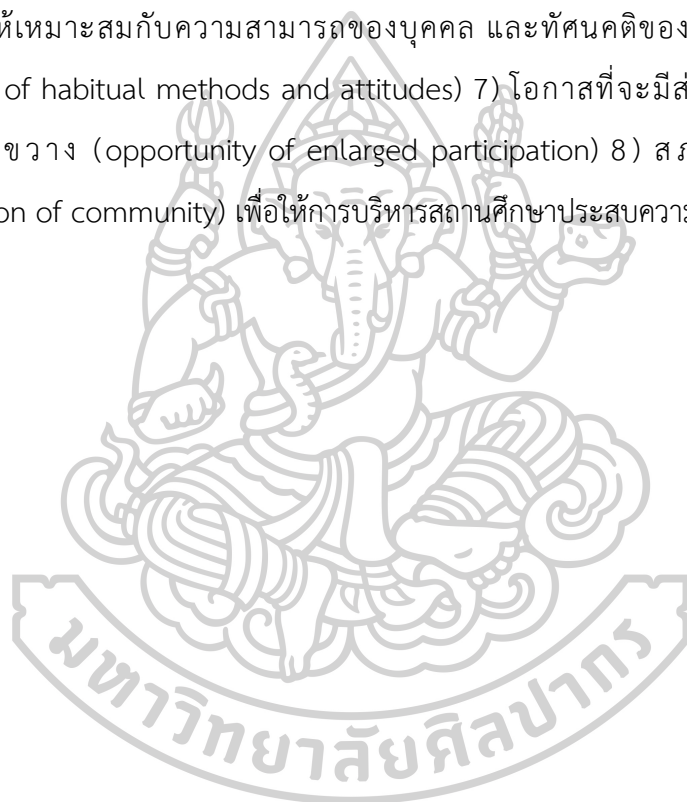 ห้เหมาะสมกับความสามารถของบุคคล และทัศนคติของ
of habitual methods and attitudes) 7) โอกาสที่จะมีส่
ขวาง (opportunity of enlarged participation) 8) สภ
on of community) เพื่อให้การบริหารสถานศึกษาประสบความ
มหาวิทยาลัยศิลปากร